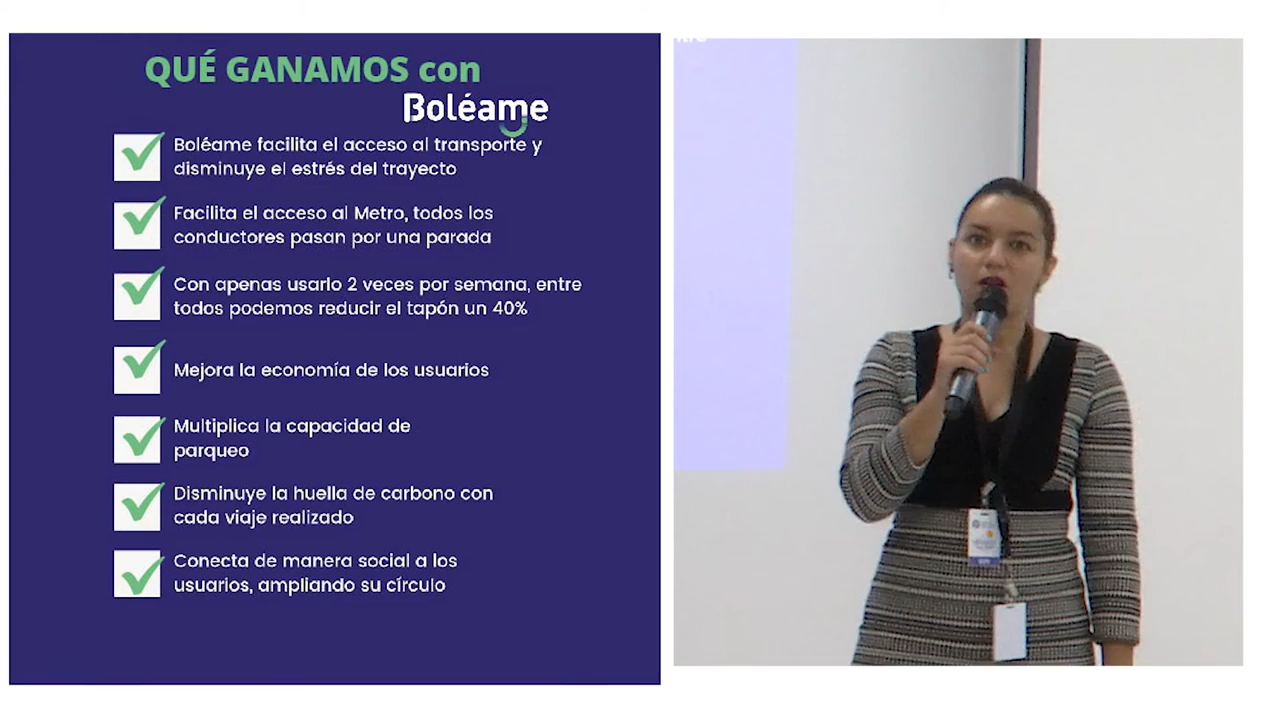 QUÉ GANAMOS con
Boléame
Boléame facilita el acceso al transporte y
disminuye el estrés del trayecto
Facilita el acceso al Metro, todos los
conductores pasan por una parada
Con apenas usarlo 2 veces por semana, entre
todos podemos reducir el tapón un 40%
Mejora la economía de los usuarios
Multiplica la capacidad de
parqueo
Disminuye la huella de carbono con
cada viaje realizado
Conecta de manera social a los
usuarios, ampliando su círculo